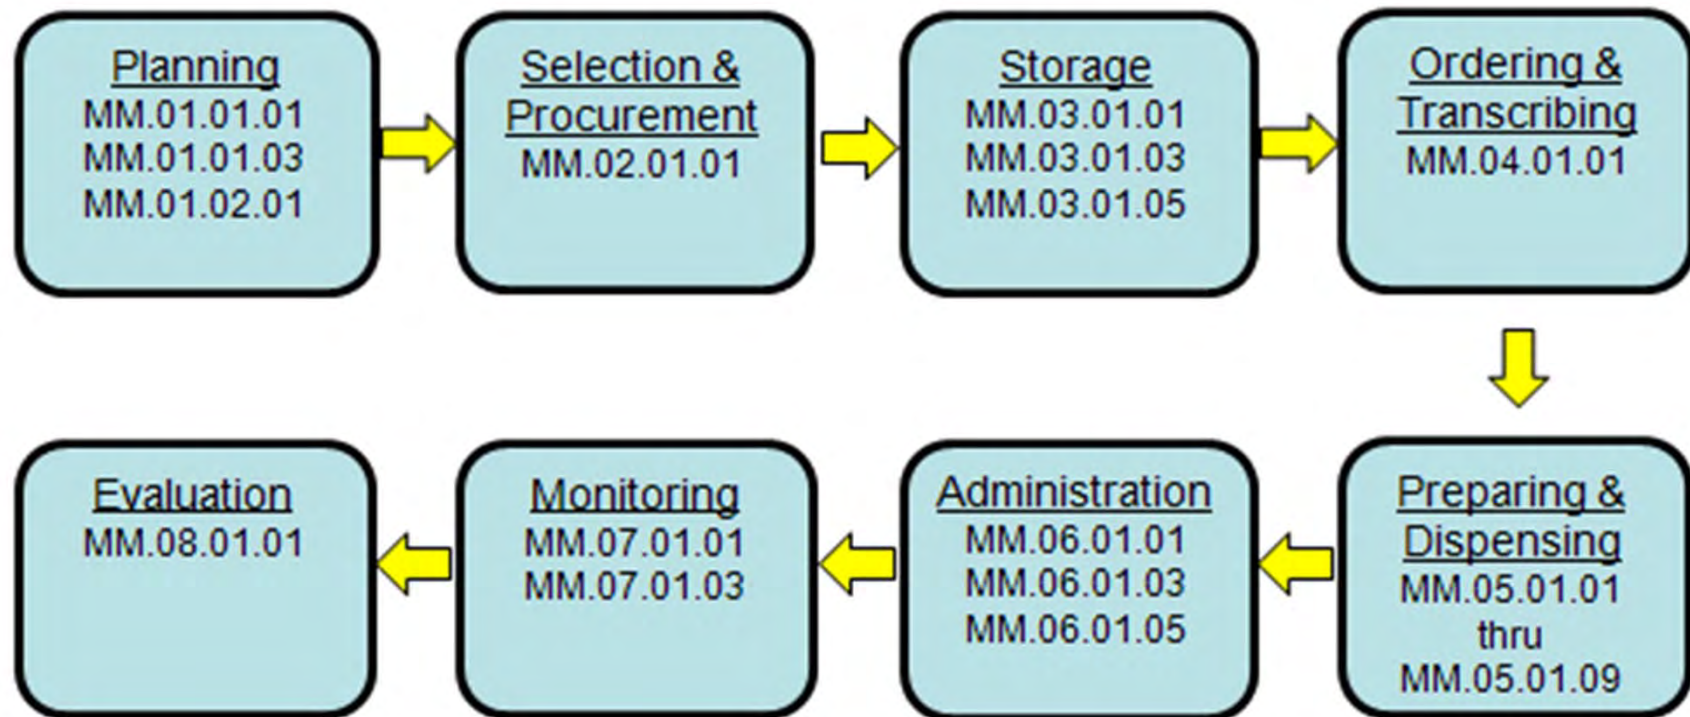 Planning
MM.01.01.01
MM.01.01.03
MM.01.02.01
Selection &
Procurement
MM.02.01.01
Storage
MM.03.01.01
MM.03.01.03
MM.03.01.05
Ordering &
Transcribing
MM.04.01.01
Preparing &
Dispensing
MM.05.01.01
thru
MM.05.01.09
Administration
MM.06.01.01
MM.06.01.03
MM.06.01.05
Monitoring
MM.07.01.01
MM.07.01.03
Evaluation
MM.08.01.01